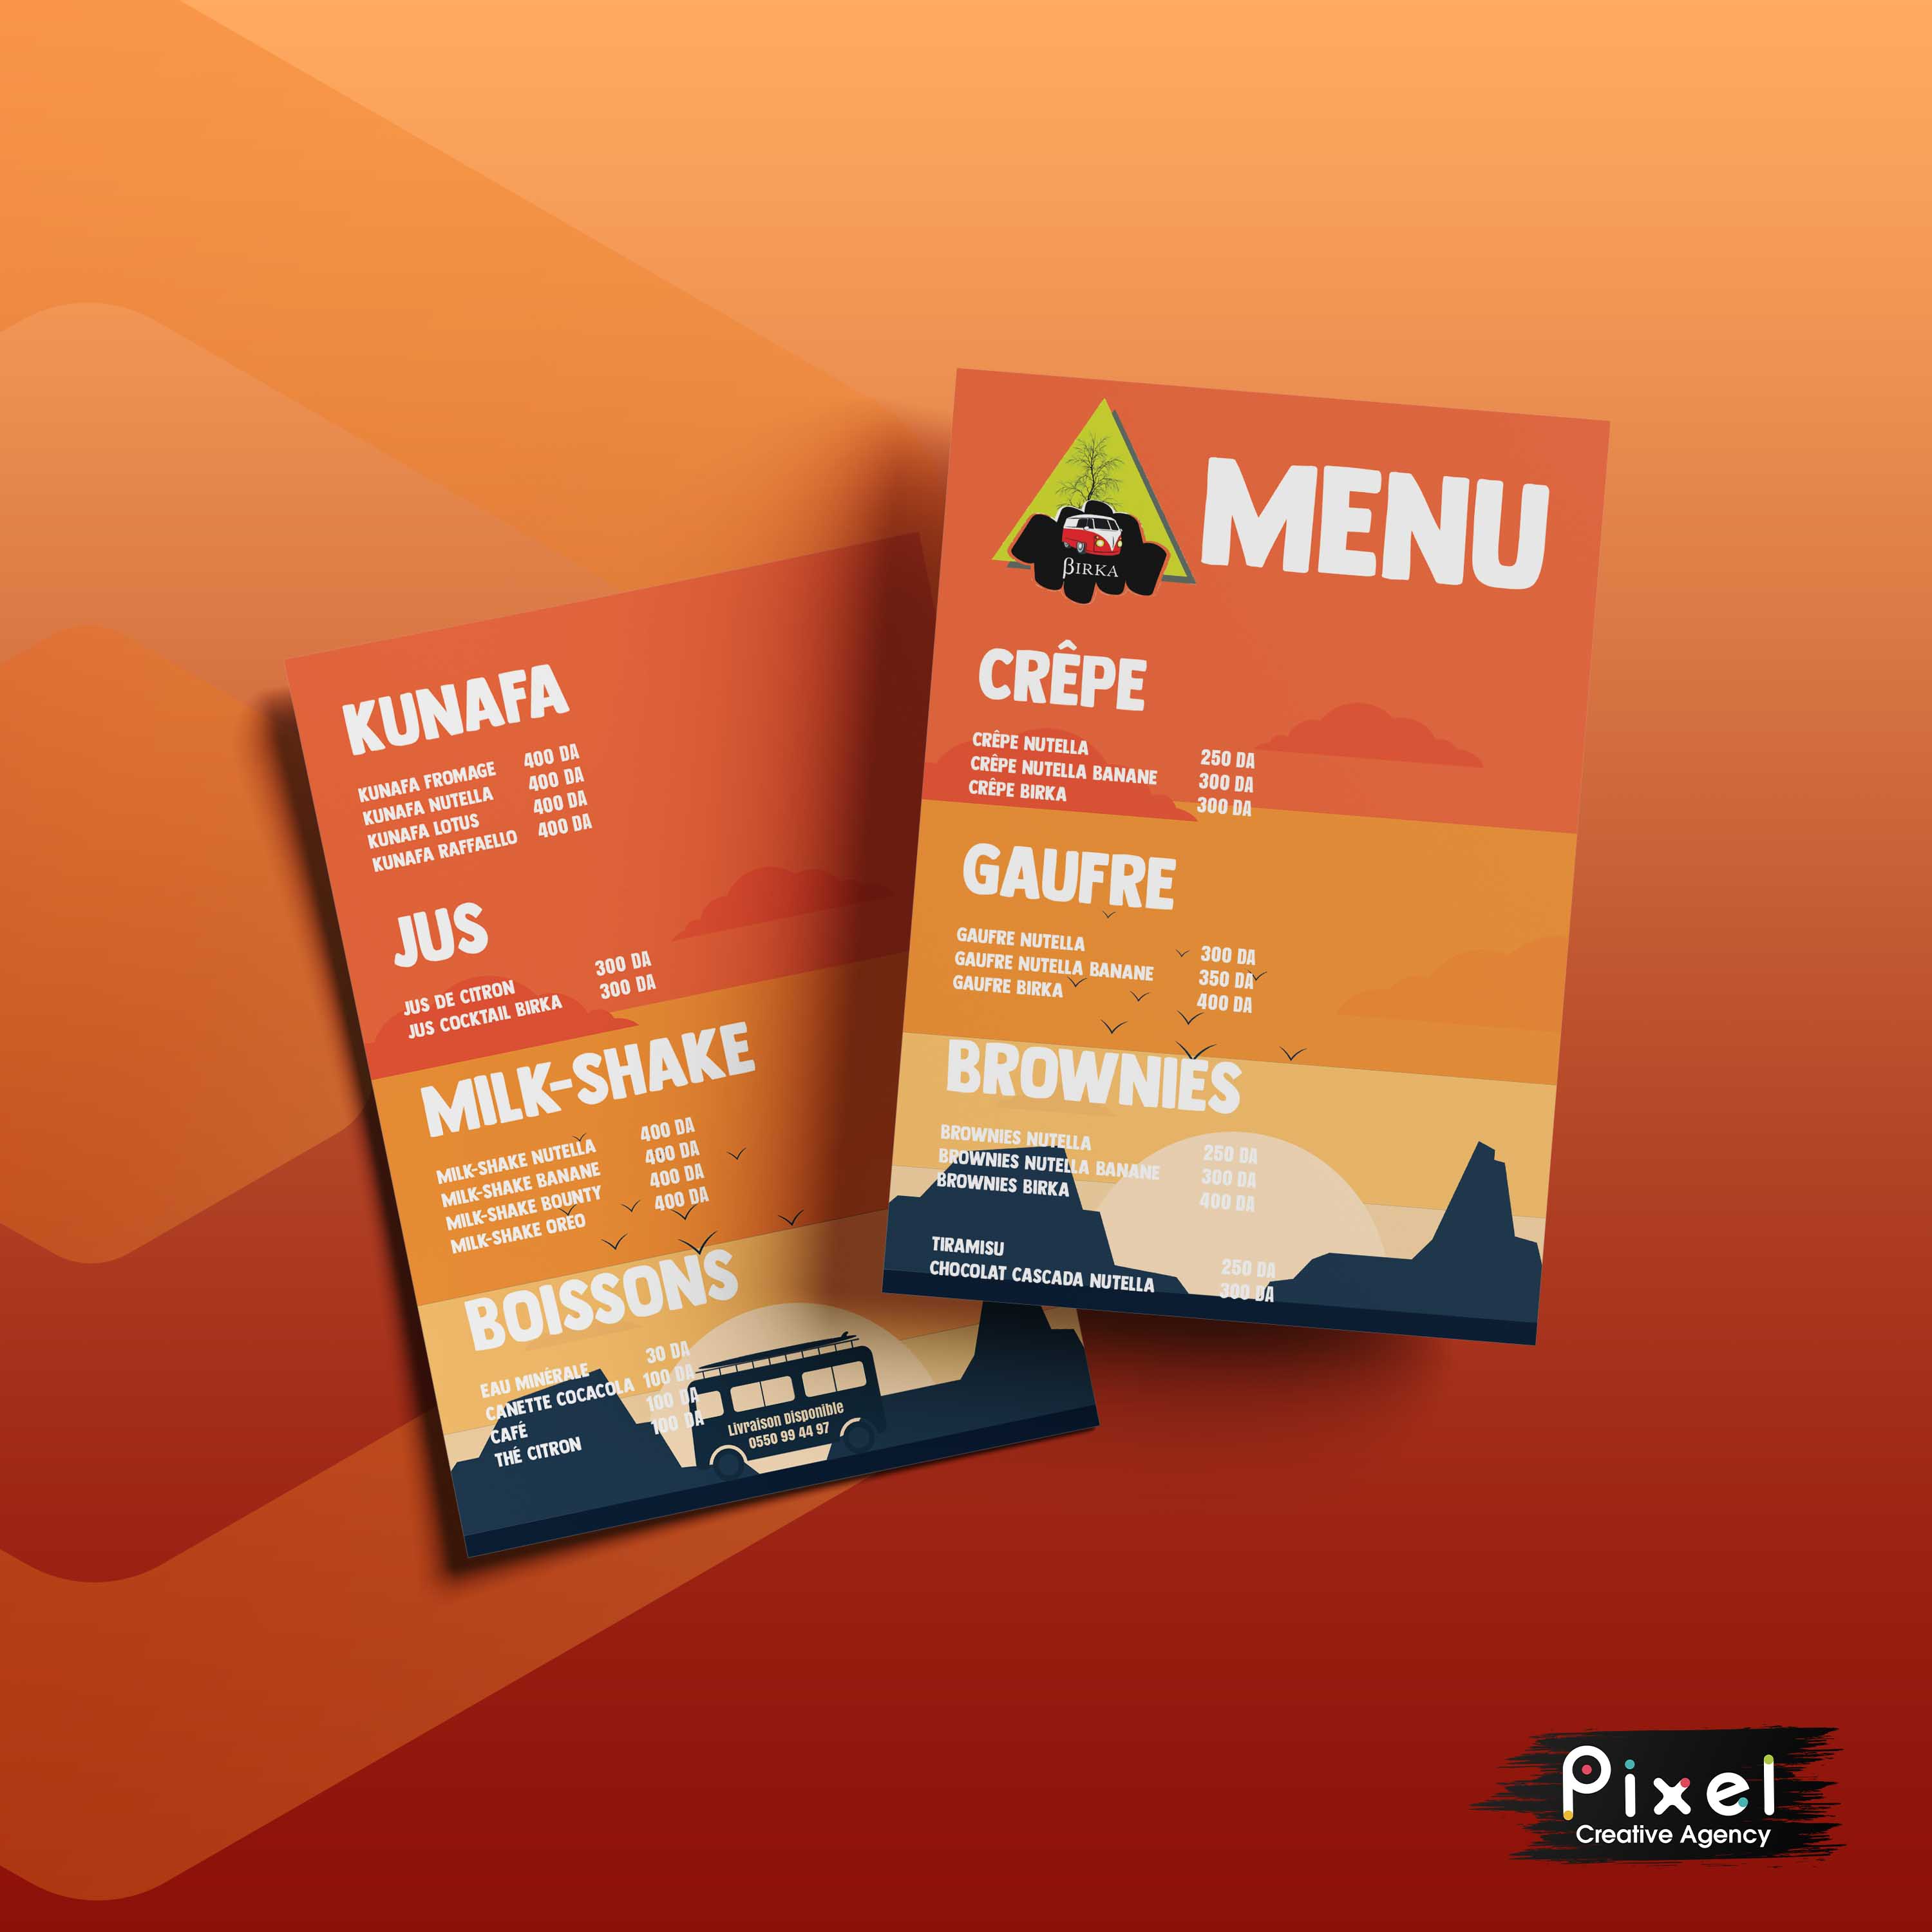 KUNAFA
KUNAFA FROMAGE 400 DA
KUNAFA NUTELLA 400 DA
KUNAFA LOTUS 400 DA
KUNAFA RAFFAELLO 400 DA
JUS
JUS DE CITRON 300 DA
JUS COCKTAIL BIRKA 300 DA
MILK-SHAKE
MILK-SHAKE NUTELLA 400 DA
MILK-SHAKE BANANE 400 DA
MILK-SHAKE BOUNTY 400 DA
MILK-SHAKE OREO 400 DA
BOISSONS
EAU MINÉRALE 30 DA
CANETTE COCACOLA 100 DA
CAFÉ 100 DA
THÉ CITRON 100 DA
Livraison Disponible
0550 99 44 97
βIRKA
MENU
CRÊPE
CRÊPE NUTELLA 250 DA
CRÊPE NUTELLA BANANE 300 DA
CRÊPE BIRKA 300 DA
GAUFRE
GAUFRE NUTELLA 300 DA
GAUFRE NUTELLA BANANE 350 DA
GAUFRE BIRKA 400 DA
BROWNIES
BROWNIES NUTELLA 250 DA
BROWNIES NUTELLA BANANE 300 DA
BROWNIES BIRKA 400 DA
TIRAMISU 250 DA
CHOCOLAT CASCADA NUTELLA 300 DA
Pixel
Creative Agency